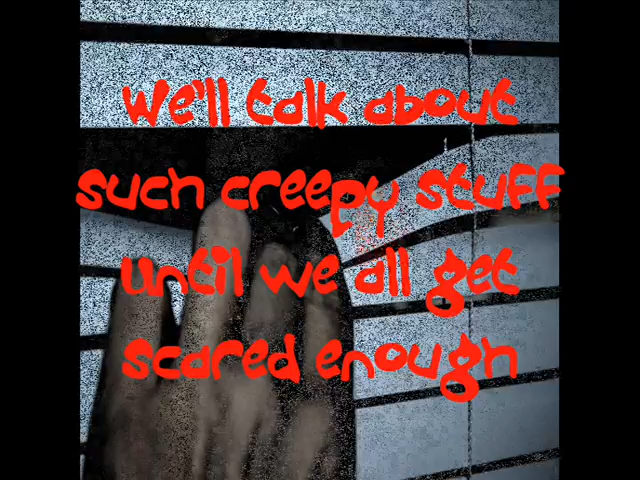 We'll talk about
such creepy stuff
until we all get
scared enough